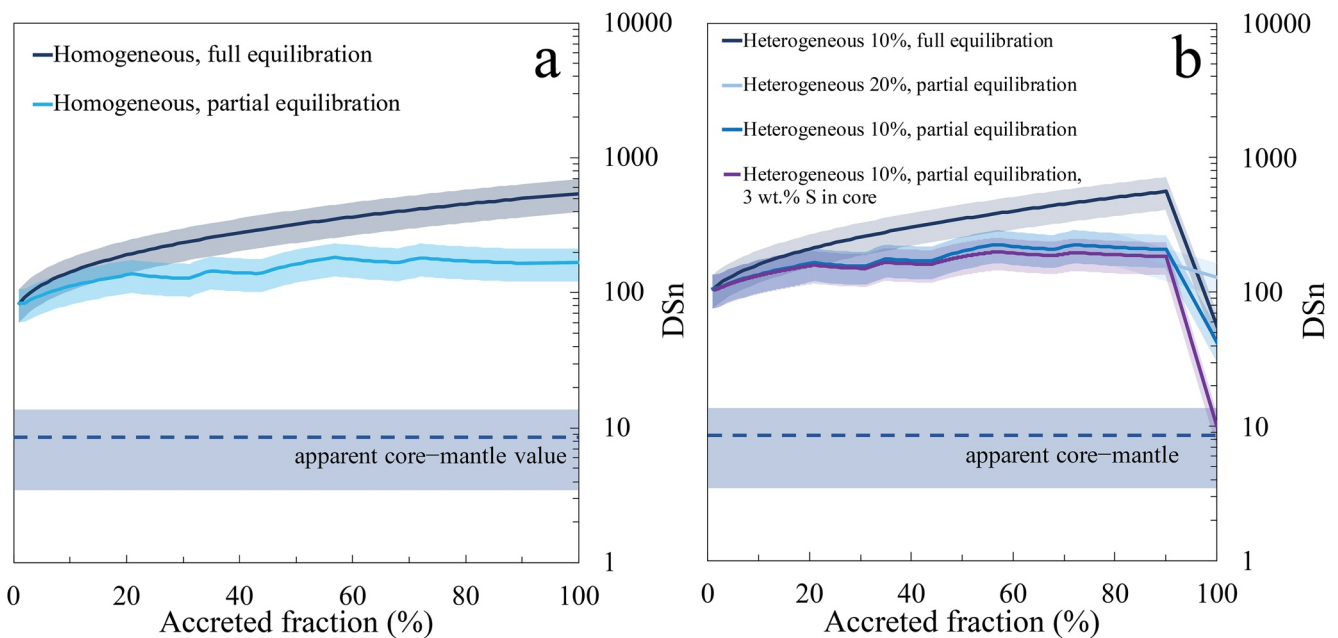 Homogeneous, full equilibration
Homogeneous, partial equilibration
a
10000
1000
100
10
1
DSn
apparent core−mantle value
0
20
40
60
80
100
Accreted fraction (%)
Heterogeneous 10%, full equilibration
Heterogeneous 20%, partial equilibration
Heterogeneous 10%, partial equilibration
Heterogeneous 10%, partial equilibration,
3 wt.% S in core
b
10000
1000
100
10
1
DSn
apparent core−mantle
0
20
40
60
80
100
Accreted fraction (%)